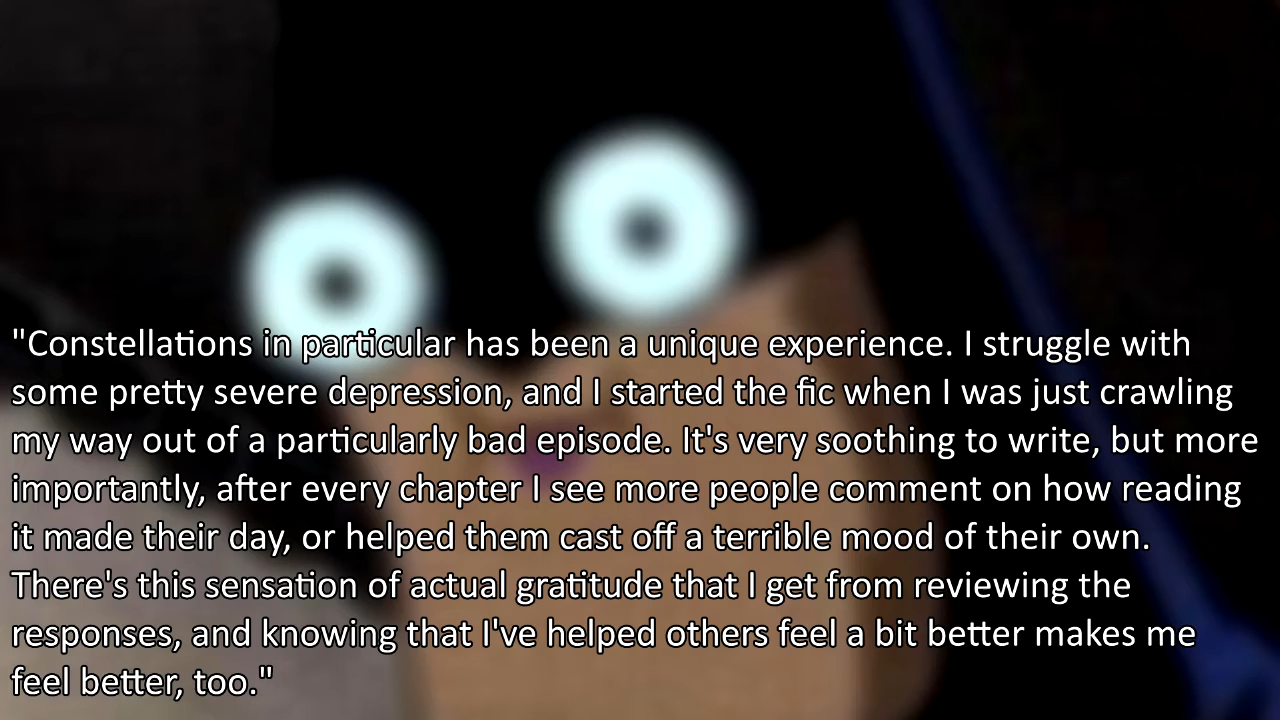 "Constellations in particular has been a unique experience. I struggle with
some pretty severe depression, and I started the fic when I was just crawling
my way out of a particularly bad episode. It's very soothing to write, but more
importantly, after every chapter I see more people comment on how reading
it made their day, or helped them cast off a terrible mood of their own.
There's this sensation of actual gratitude that I get from reviewing the
responses, and knowing that I've helped others feel a bit better makes me
feel better, too."